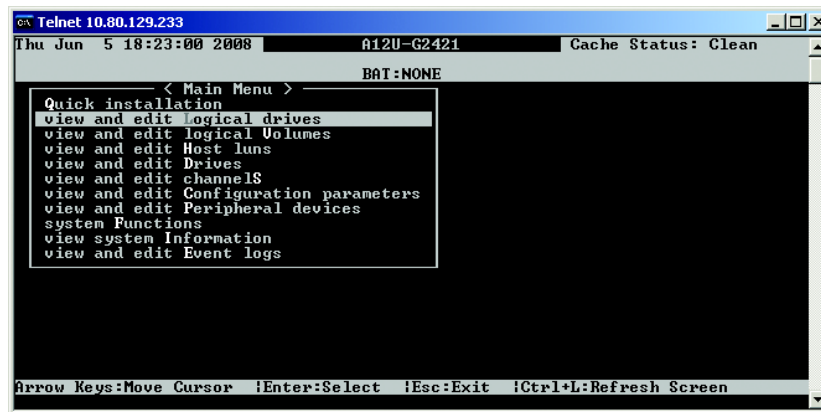 Telnet 10.80.129.233
Thu Jun 5 18:23:00 2008 A12U-G2421 Cache Status: Clean
BAT:NONE
< Main Menu >
Quick installation
view and edit Logical drives
view and edit logical Volumes
view and edit Host luns
view and edit Drives
view and edit channelS
view and edit Configuration parameters
view and edit Peripheral devices
system Functions
view system Information
view and edit Event logs
Arrow Keys:Move Cursor |Enter:Select |Esc:Exit |Ctrl+L:Refresh Screen